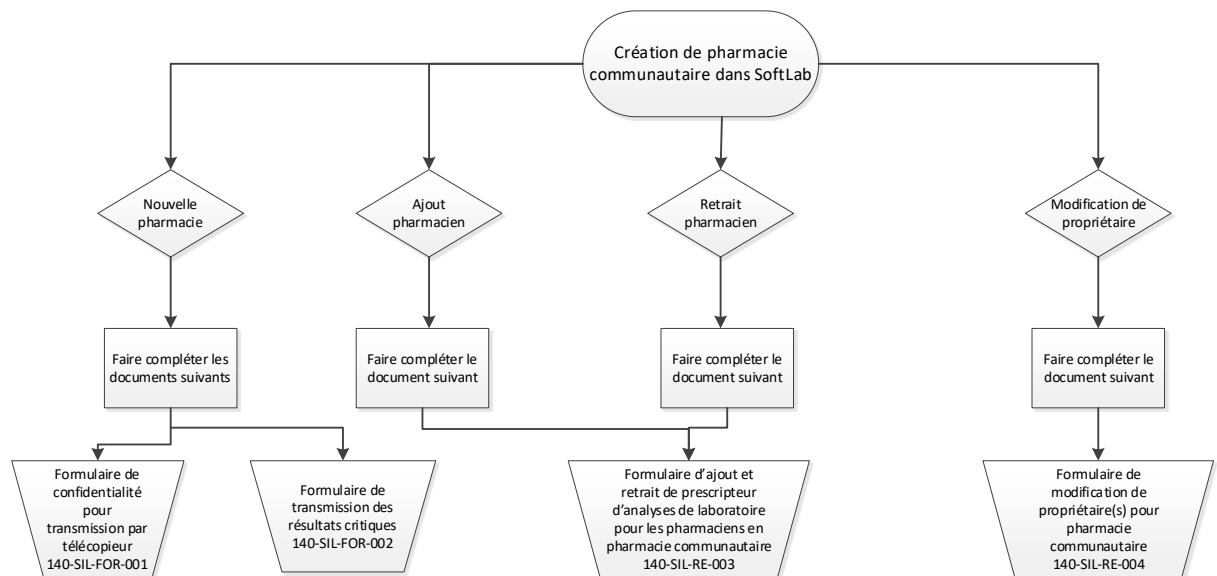 Création de pharmacie
communautaire dans SoftLab
Nouvelle
pharmacie
Ajout
pharmacien
Retrait
pharmacien
Modification de
propriétaire
Faire compléter les
documents suivants
Faire compléter le
document suivant
Faire compléter le
document suivant
Faire compléter le
document suivant
Formulaire de
confidentialité
pour
transmission par
télécopieur
140-SIL-FOR-001
Formulaire de
transmission des
résultats critiques
140-SIL-FOR-002
Formulaire d’ajout et
retrait de prescripteur
d’analyses de laboratoire
pour les pharmaciens en
pharmacie communautaire
140-SIL-RE-003
Formulaire de
modification de
propriétaire(s) pour
pharmacie
communautaire
140-SIL-RE-004